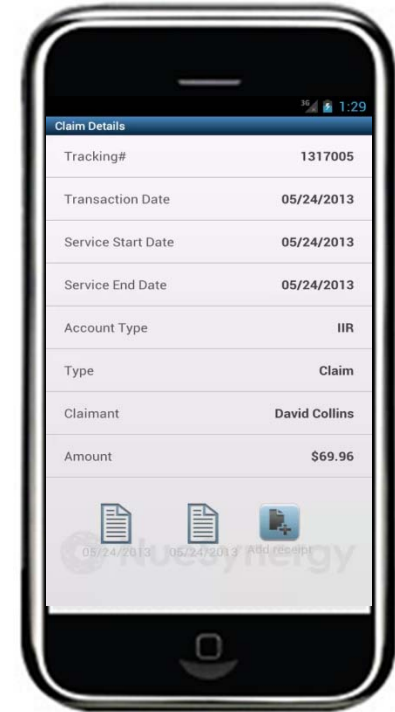 3G 1:29
Claim Details
Tracking# 1317005
Transaction Date 05/24/2013
Service Start Date 05/24/2013
Service End Date 05/24/2013
Account Type IIR
Type Claim
Claimant David Collins
Amount $69.96
05/24/2013 05/24/2013 Add receipt
Nuesynergy